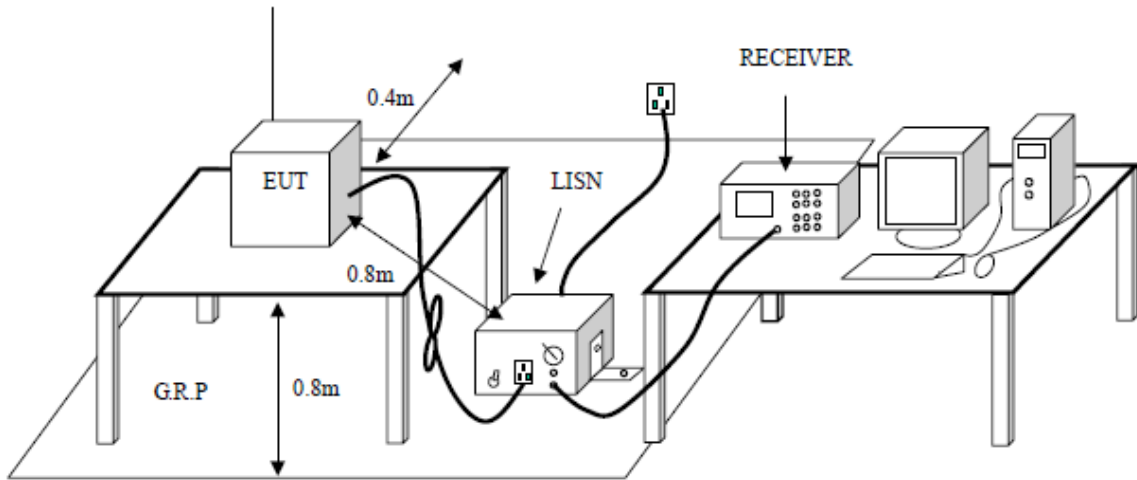 RECEIVER
0.4m
EUT
LISN
0.8m
G.R.P
0.8m